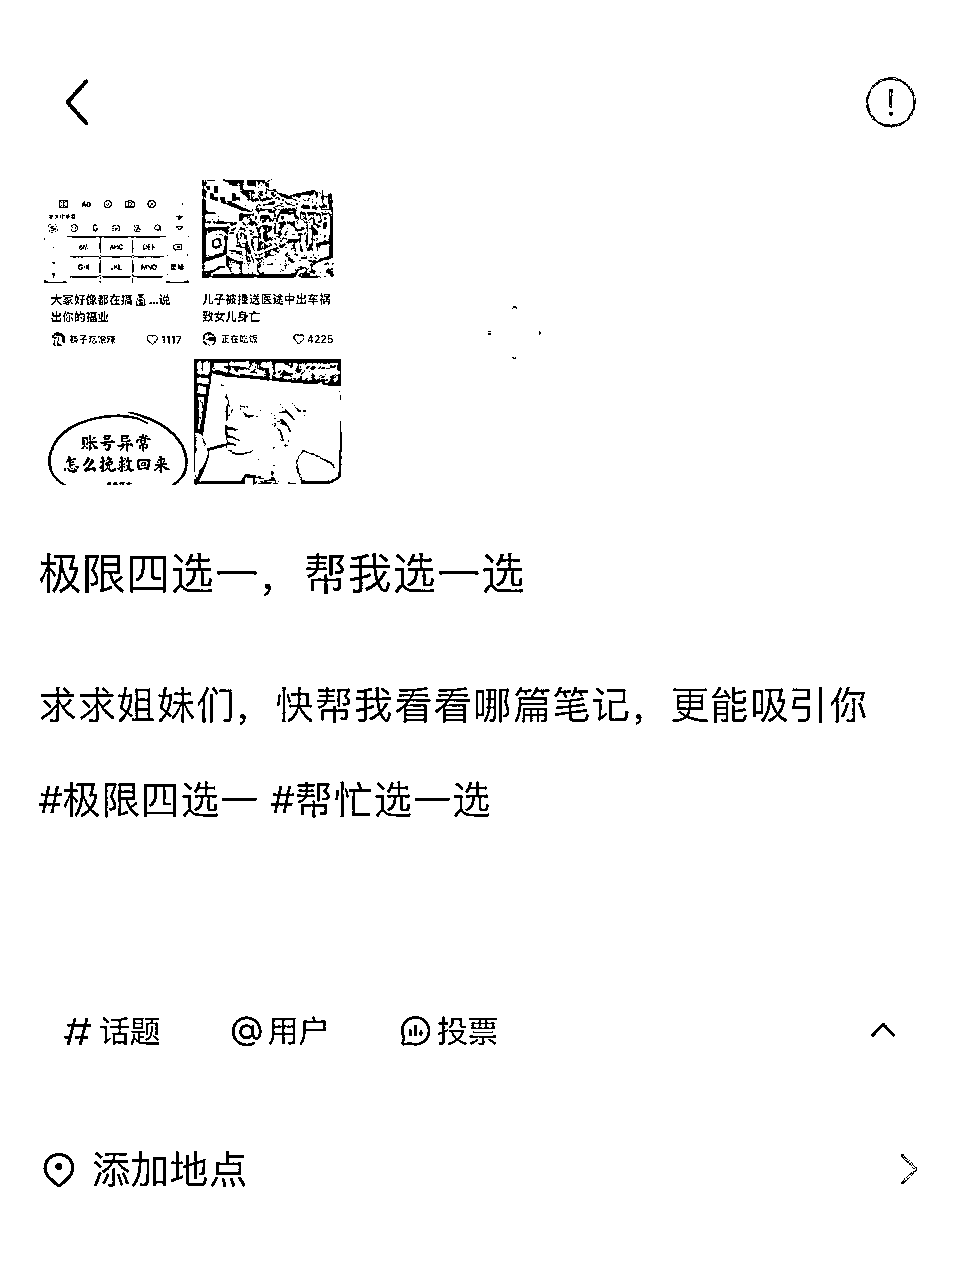 大家好像都在搞 ...说
出你的福业
1117
儿子被撞送医途中出车祸
致女儿身亡
正在吃饭
4225
账号异常
怎么挽救回来
极限四选一，帮我选一选
求求姐妹们，快帮我看看哪篇笔记，更能吸引你
#极限四选一 #帮忙选一选
# 话题 @用户 投票
添加地点